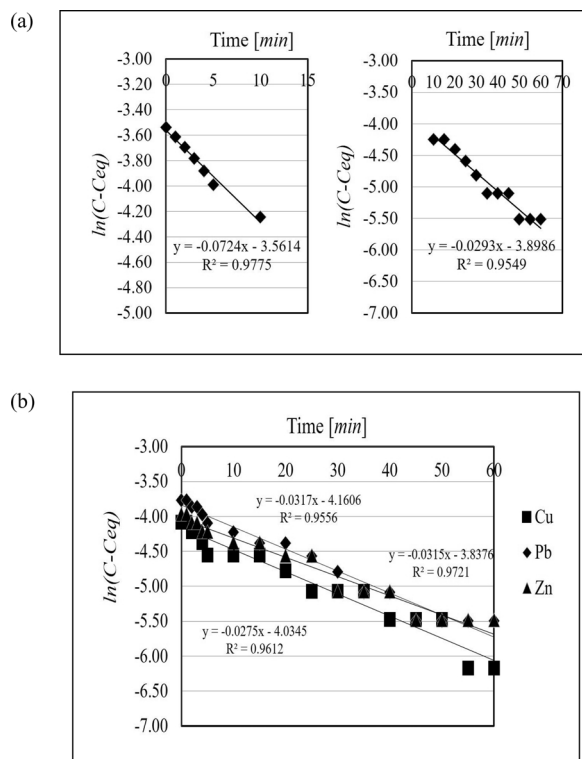 (a)
Time [min]
0 5 10 15
-3.00
-3.20
-3.40
-3.60
-3.80
-4.00
-4.20
-4.40
-4.60
-4.80
-5.00
ln(C-Ceq)
y = -0.0724x - 3.5614
R² = 0.9775
Time [min]
0 10 20 30 40 50 60 70
-3.00
-3.50
-4.00
-4.50
-5.00
-5.50
-6.00
-6.50
-7.00
ln(C-Ceq)
y = -0.0293x - 3.8986
R² = 0.9549
(b)
Time [min]
0 10 20 30 40 50 60
-3.00
-3.50
-4.00
-4.50
-5.00
-5.50
-6.00
-6.50
-7.00
ln(C-Ceq)
y = -0.0317x - 4.1606
R² = 0.9556
y = -0.0315x - 3.8376
R² = 0.9721
y = -0.0275x - 4.0345
R² = 0.9612
Cu
Pb
Zn